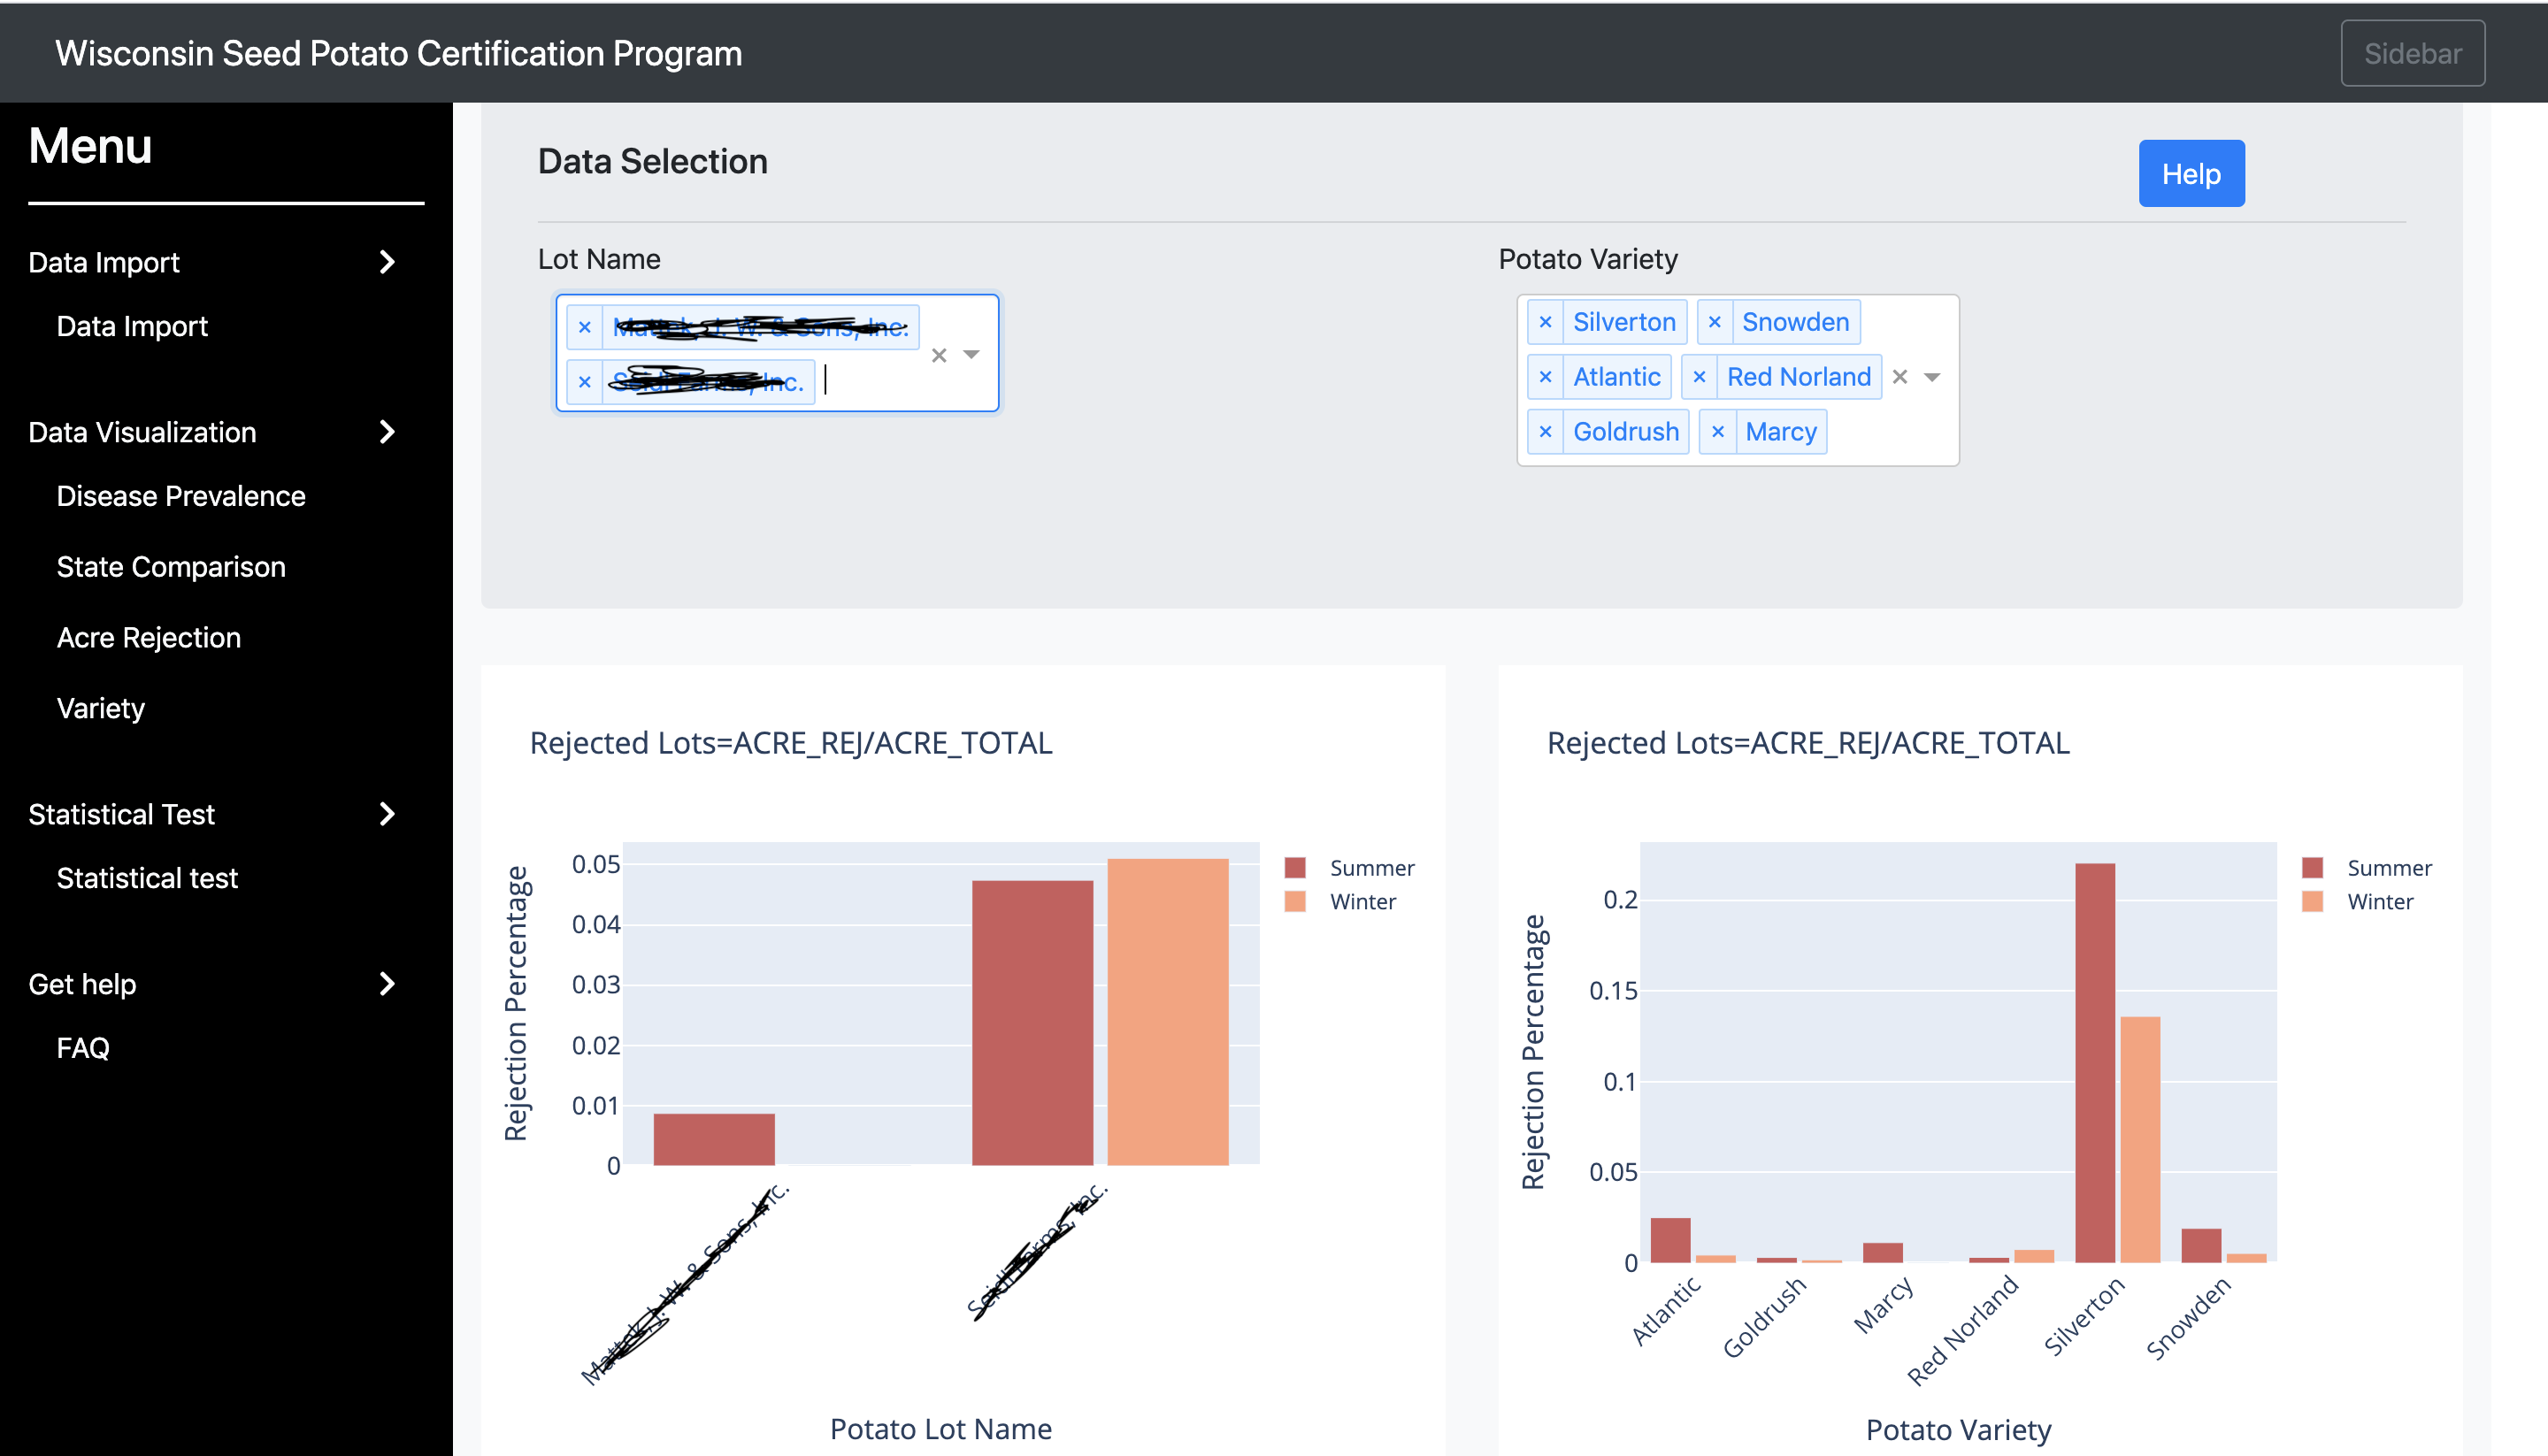 Wisconsin Seed Potato Certification Program
Sidebar
Menu
Data Import
Data Import
Data Visualization
Disease Prevalence
State Comparison
Acre Rejection
Variety
Statistical Test
Statistical test
Get help
FAQ
Data Selection
Help
Lot Name
× Inc.
× Inc.
Potato Variety
× Silverton × Snowden
× Atlantic × Red Norland
× Goldrush × Marcy
Rejected Lots=ACRE_REJ/ACRE_TOTAL
Rejection Percentage
0.05
0.04
0.03
0.02
0.01
0
Summer
Winter
Potato Lot Name
Rejected Lots=ACRE_REJ/ACRE_TOTAL
Rejection Percentage
0.2
0.15
0.1
0.05
0
Summer
Winter
Atlantic
Goldrush
Marcy
Red Norland
Silverton
Snowden
Potato Variety